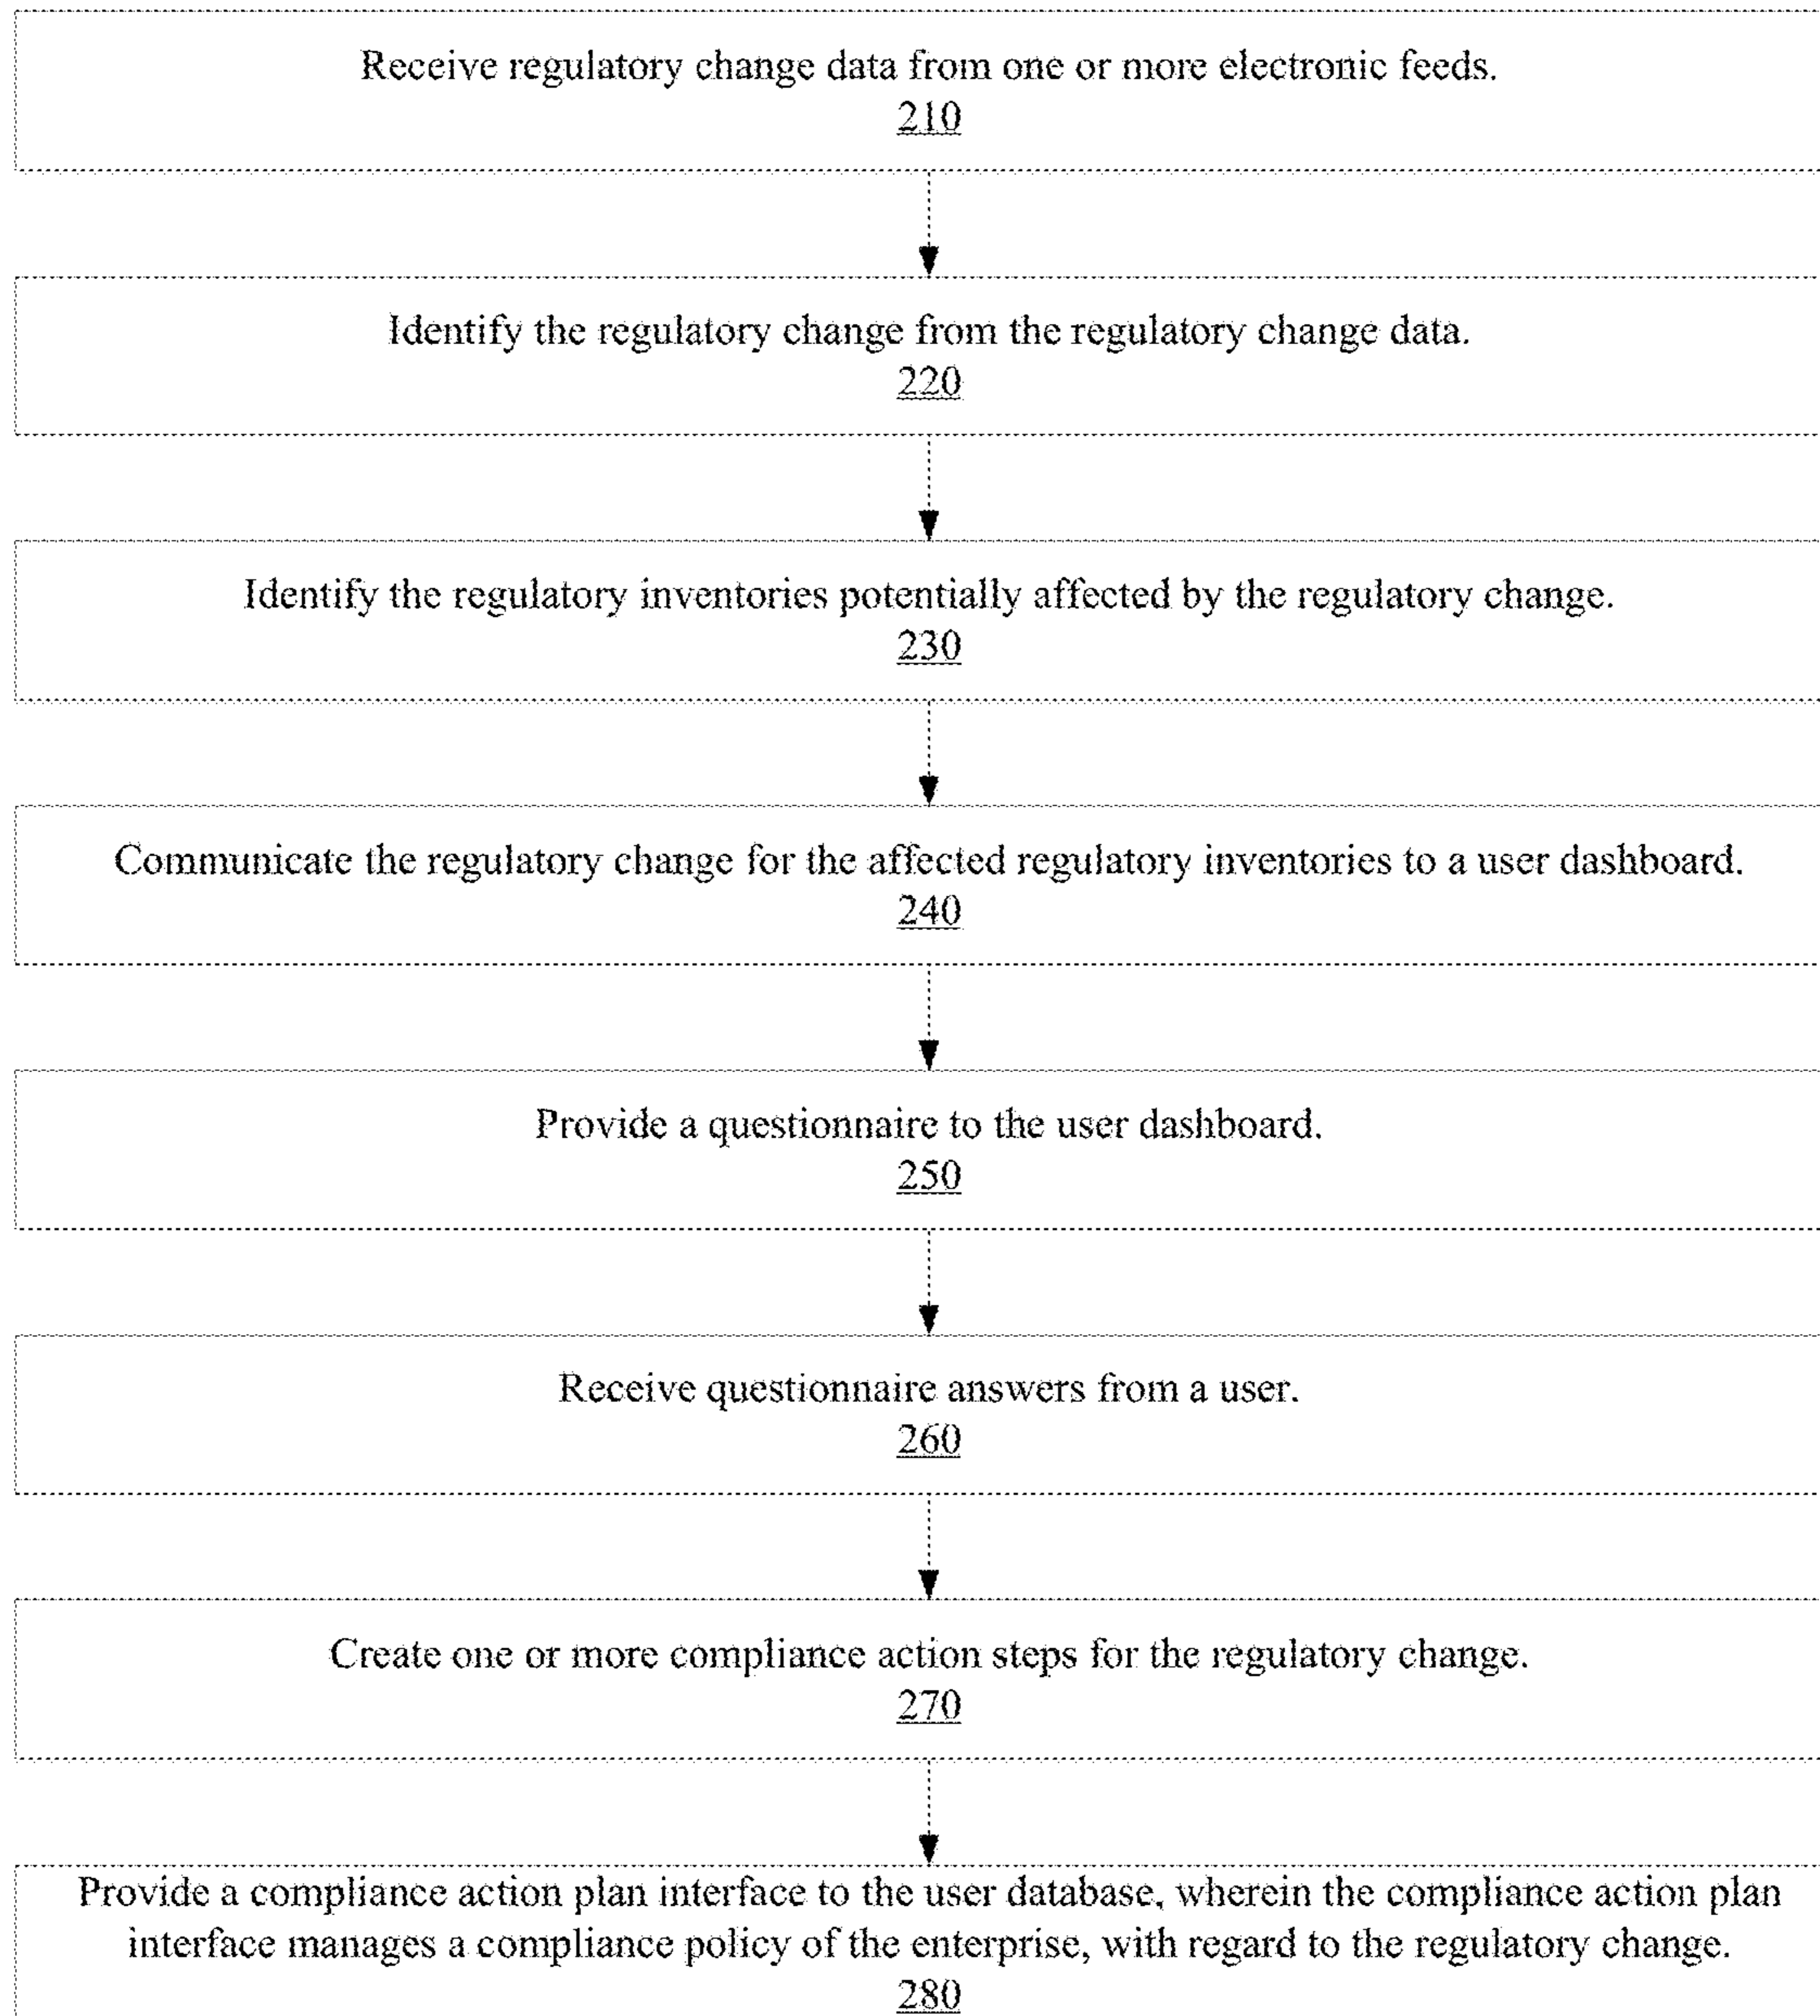 Receive regulatory change data from one or more electronic feeds.
210
Identify the regulatory change from the regulatory change data.
220
Identify the regulatory inventories potentially affected by the regulatory change.
230
Communicate the regulatory change for the affected regulatory inventories to a user dashboard.
240
Provide a questionnaire to the user dashboard.
250
Receive questionnaire answers from a user.
260
Create one or more compliance action steps for the regulatory change.
270
Provide a compliance action plan interface to the user database, wherein the compliance action plan
interface manages a compliance policy of the enterprise, with regard to the regulatory change.
280